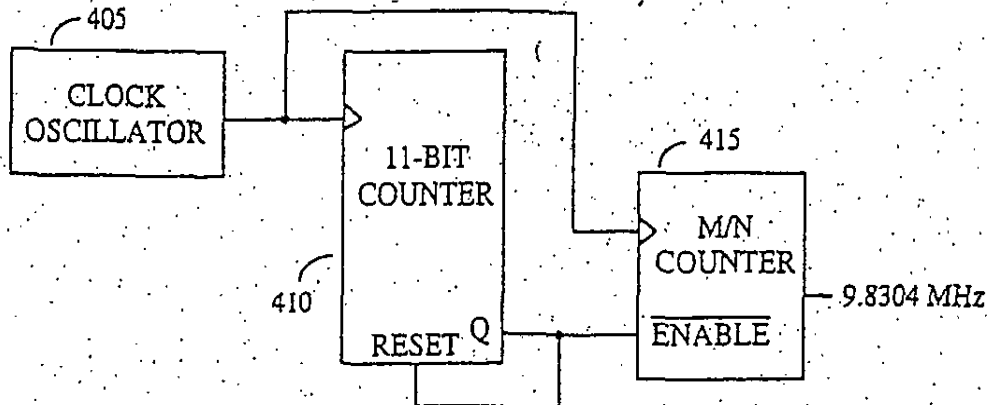 405
CLOCK
OSCILLATOR
11-BIT
COUNTER
410
RESET
Q
415
M/N
COUNTER
ENABLE
9.8304 MHz